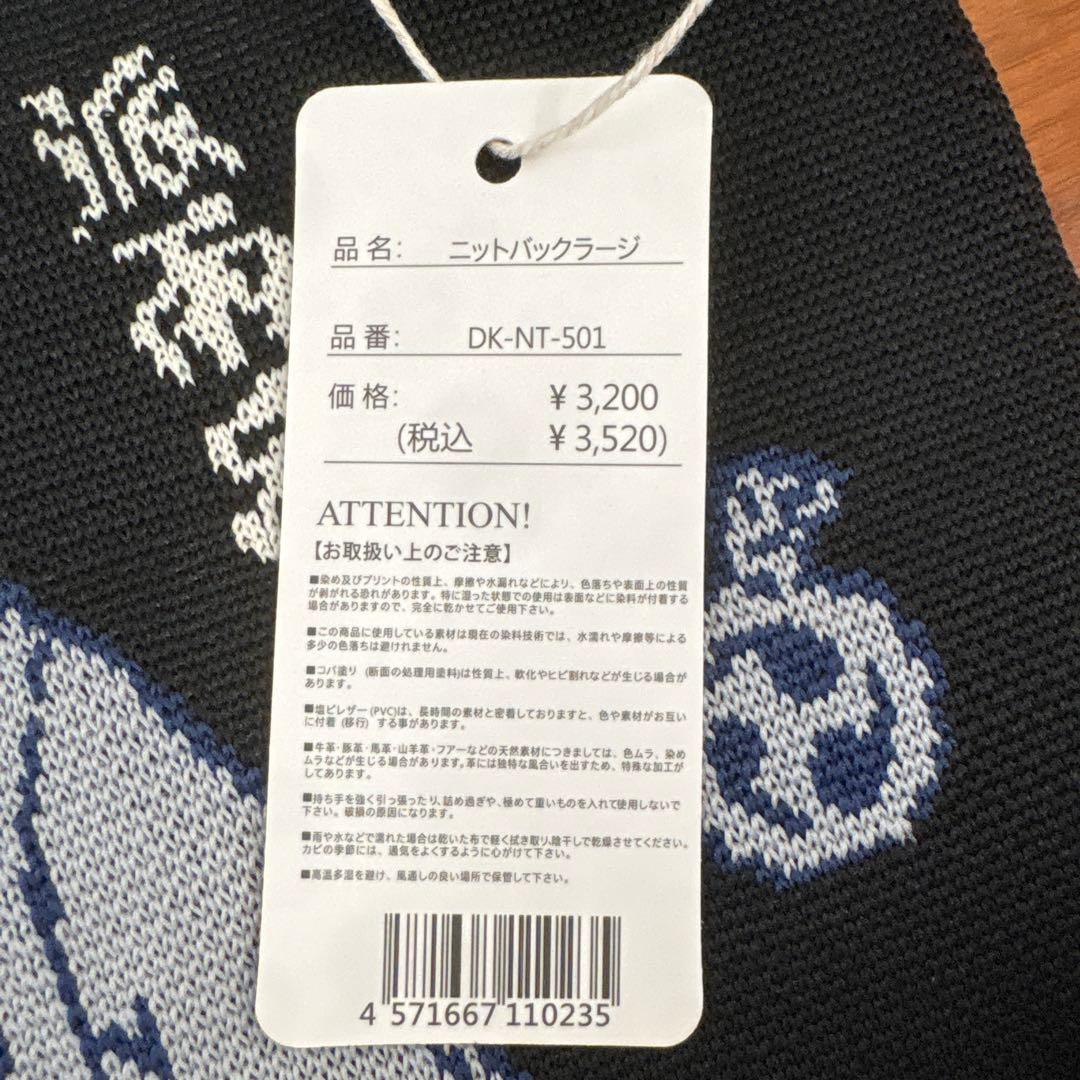 品名: ニットバックラージ
品番: DK-NT-501
価格: ¥3,200
(税込 ¥3,520)
ATTENTION!
【お取扱い上のご注意】
■染め及びプリントの性質上、摩擦や水漏れなどにより、色落ちや表面上の性質
が剥がれる恐れがあります。特に湿った状態での使用は表面などに染料が付着する
場合がありますので、完全に乾かせてご使用下さい。
■この商品に使用している素材は現在の染料技術では、水濡れや摩擦等による
多少の色落ちは避けれません。
■コバ塗り (断面の処理用塗料)は性質上、軟化やヒビ割れなどが生じる場合が
あります。
■塩ビレザー(PVC)は、長時間の素材と密着しておりますと、色や素材がお互い
に付着 (移行) する事があります。
■牛革・豚革・馬革・山羊革・フアーなどの天然素材につきましては、色ムラ、染め
ムラなどが生じる場合があります。革には独特な風合いを出すため、特殊な加工が
してあります。
■持ち手を強く引っ張ったり、詰め過ぎや、極めて重いものを入れて使用しないで
下さい。破損の原因になります。
■雨や水などで濡れた場合は乾いた布で軽く拭き取り、陰干しで乾燥させてください。
カビの季節には、通気をよくするように心がけて下さい。
■高温多湿を避け、風通しの良い場所で保管して下さい。
4 571667 110235